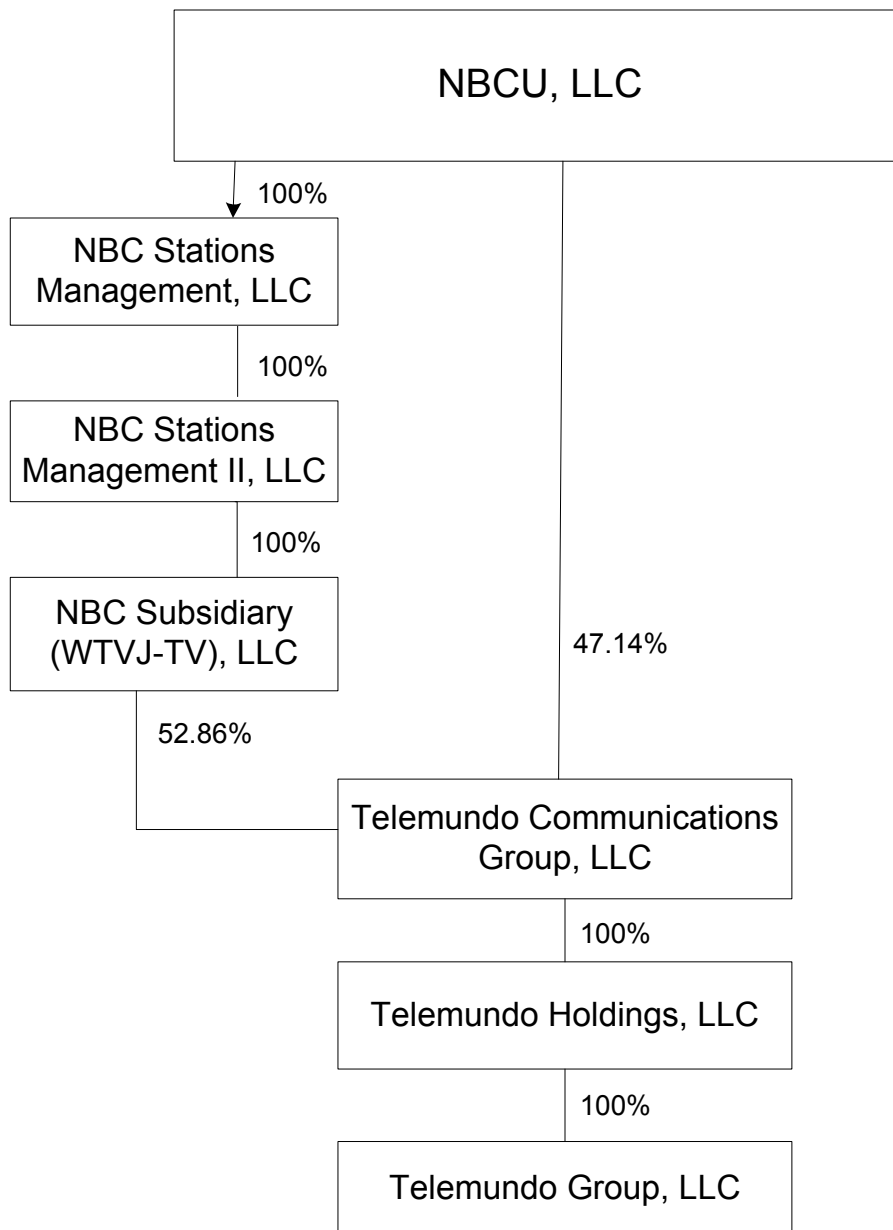 NBCU, LLC
100%
NBC Stations
Management, LLC
100%
NBC Stations
Management II, LLC
100%
NBC Subsidiary
(WTVJ-TV), LLC
47.14%
52.86%
Telemundo Communications
Group, LLC
100%
Telemundo Holdings, LLC
100%
Telemundo Group, LLC